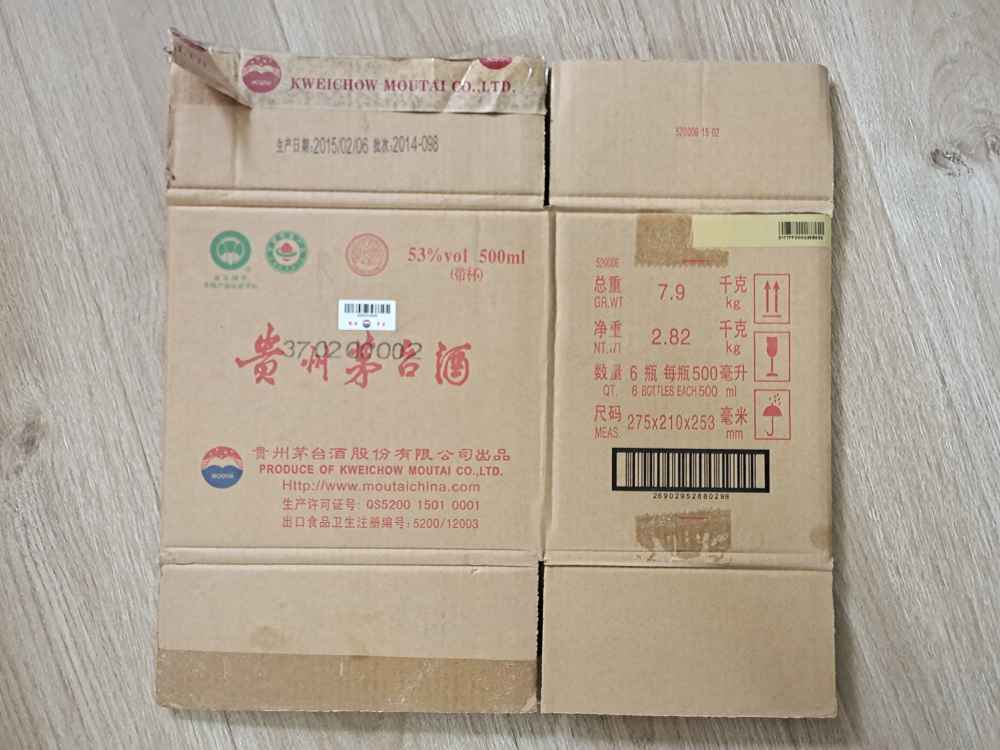 KWEICHOW MOUTAI CO.,LTD.
生产日期:2015/02/06 批次:2014-098
53%vol 500ml
(带杯)
3702000002
贵州茅台酒
MOUTAI
贵州茅台酒股份有限公司出品
PRODUCE OF KWEICHOW MOUTAI CO.,LTD.
Http://www.moutaichina.com
生产许可证号: QS5200 1501 0001
出口食品卫生注册编号: 5200/12003
520006 15 02
520006
总重 7.9 千克
GR.WT kg
净重 2.82 千克
NT.WT kg
数量 6 瓶 每瓶500毫升
QT. 6 BOTTLES EACH 500 ml
尺码 275x210x253 毫米
MEAS. mm
26902952880298